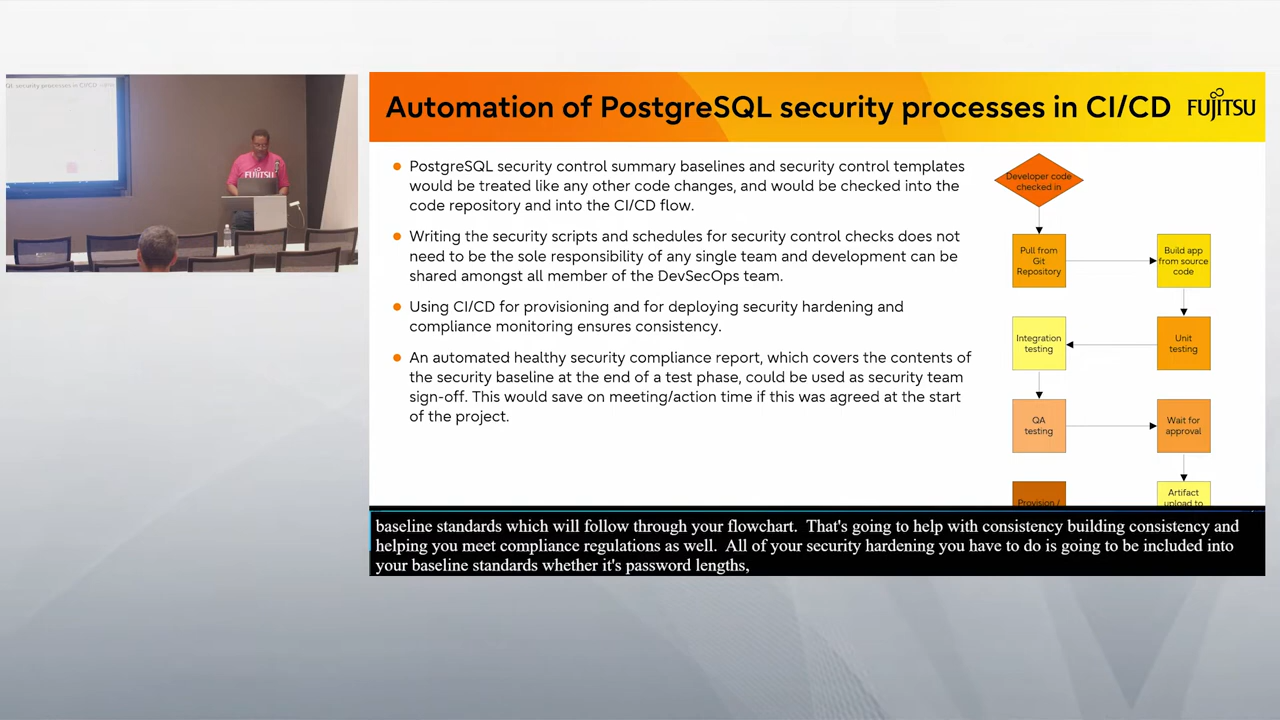 Automation of PostgreSQL security processes in CI/CD
FUJITSU
PostgreSQL security control summary baselines and security control templates
would be treated like any other code changes, and would be checked into the
code repository and into the CI/CD flow.
Writing the security scripts and schedules for security control checks does not
need to be the sole responsibility of any single team and development can be
shared amongst all member of the DevSecOps team.
Using CI/CD for provisioning and for deploying security hardening and
compliance monitoring ensures consistency.
An automated healthy security compliance report, which covers the contents of
the security baseline at the end of a test phase, could be used as security team
sign-off. This would save on meeting/action time if this was agreed at the start
of the project.
Developer code
checked in
Pull from
Git
Repository
Build app
from source
code
Integration
testing
Unit
testing
QA
testing
Wait for
approval
Provision /
Artifact
upload to
baseline standards which will follow through your flowchart. That's going to help with consistency building consistency and
helping you meet compliance regulations as well. All of your security hardening you have to do is going to be included into
your baseline standards whether it's password lengths,
security processes in CI/CD
FUJITSU